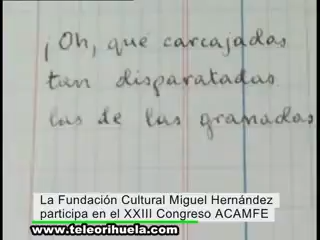 ¡Oh, que carcajadas
tan disparatadas
las de las granadas
La Fundación Cultural Miguel Hernández
participa en el XXIII Congreso ACAMFE
www.teleorihuela.com